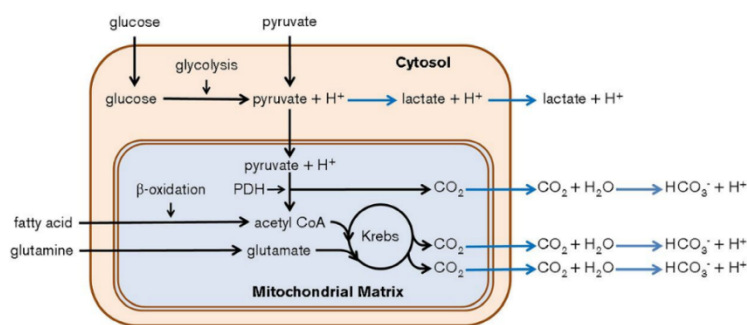 glucose
pyruvate
Cytosol
glycolysis
glucose
pyruvate + H⁺
lactate + H⁺
lactate + H⁺
pyruvate + H⁺
PDH
CO₂
CO₂ + H₂O
HCO₃⁻ + H⁺
β-oxidation
fatty acid
acetyl CoA
Krebs
glutamine
glutamate
CO₂
CO₂ + H₂O
HCO₃⁻ + H⁺
CO₂
CO₂ + H₂O
HCO₃⁻ + H⁺
Mitochondrial Matrix